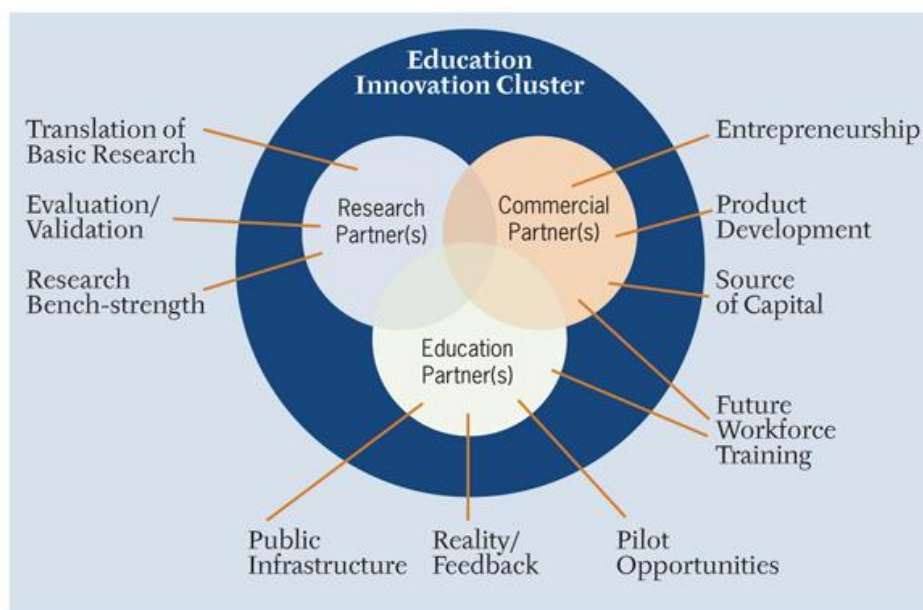 Education
Innovation Cluster
Translation of
Basic Research
Evaluation/
Validation
Research
Bench-strength
Research
Partner(s)
Commercial
Partner(s)
Education
Partner(s)
Entrepreneurship
Product
Development
Source
of Capital
Future
Workforce
Training
Public
Infrastructure
Reality/
Feedback
Pilot
Opportunities